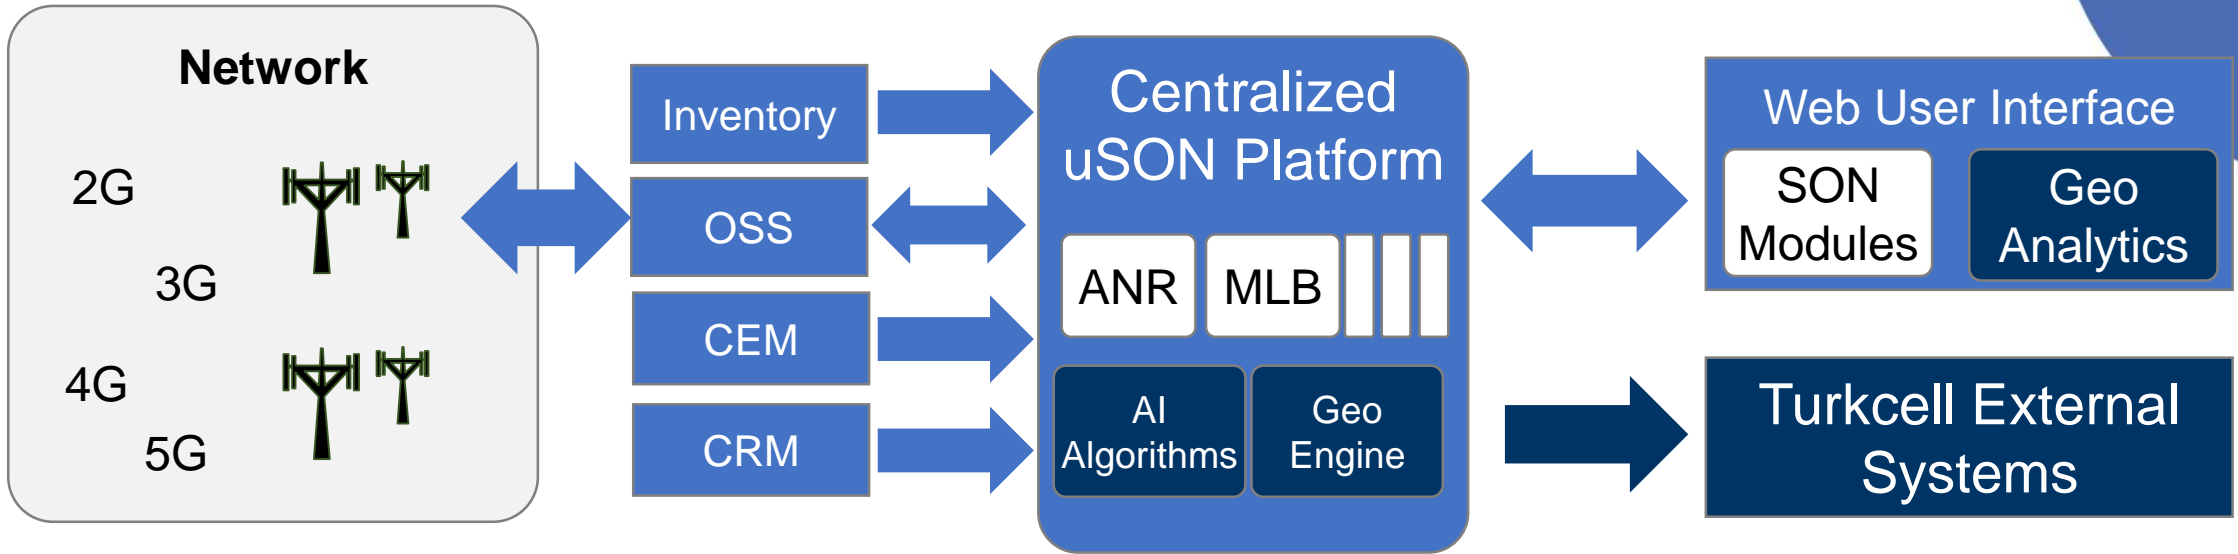 Network
2G
3G
4G
5G
Inventory
OSS
CEM
CRM
Centralized
uSON Platform
ANR
MLB
AI
Algorithms
Geo
Engine
Web User Interface
SON
Modules
Geo
Analytics
Turkcell External
Systems